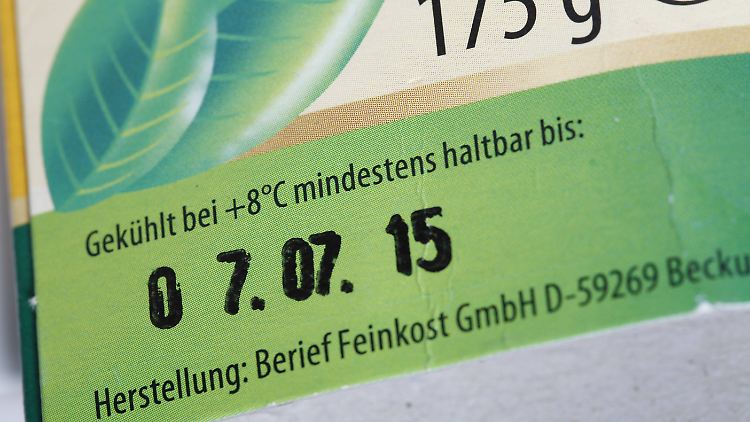 175 g
Gekühlt bei +8°C mindestens haltbar bis:
0 7. 07. 15
Herstellung: Berief Feinkost GmbH D-59269 Becku